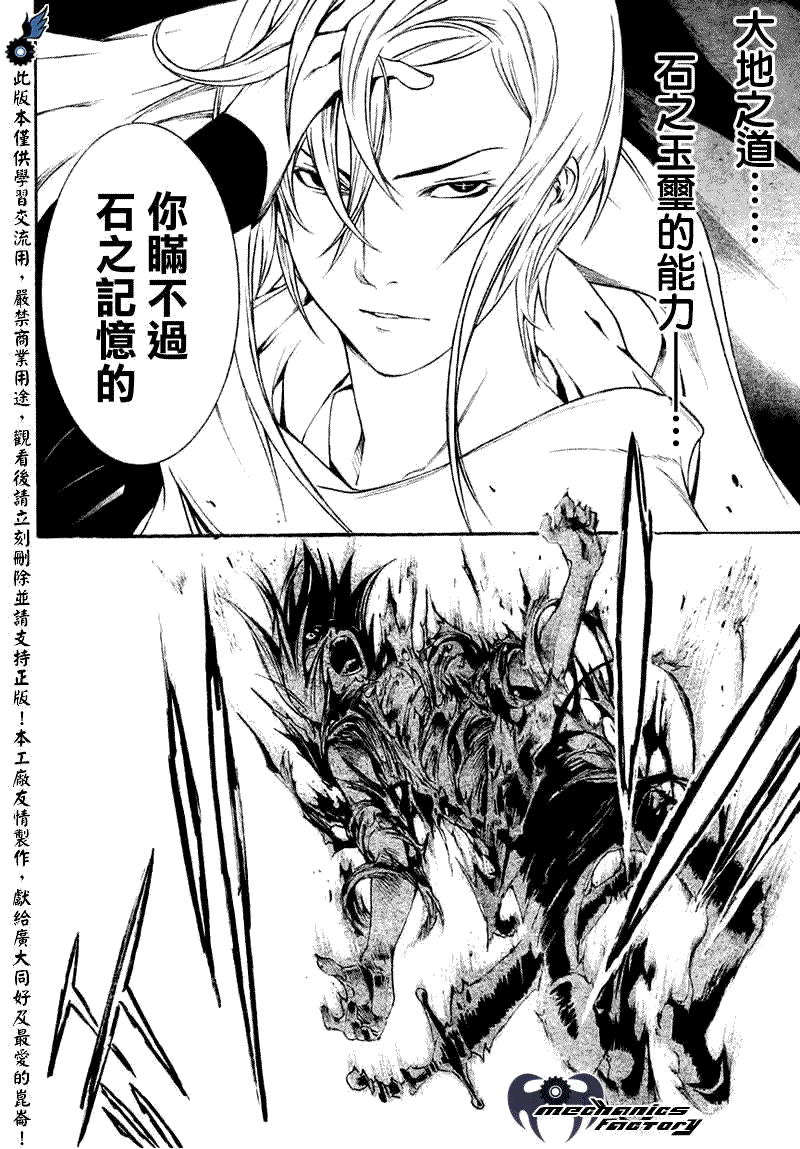 大地之道……
石之玉璽的能力——…
你瞞不過
石之記憶的
此版本僅供學習交流用，嚴禁商業用途，觀看後請立刻刪除並請支持正版！本工廠友情製作，獻給廣大同好及最愛的崑崙！
mechanics
factory